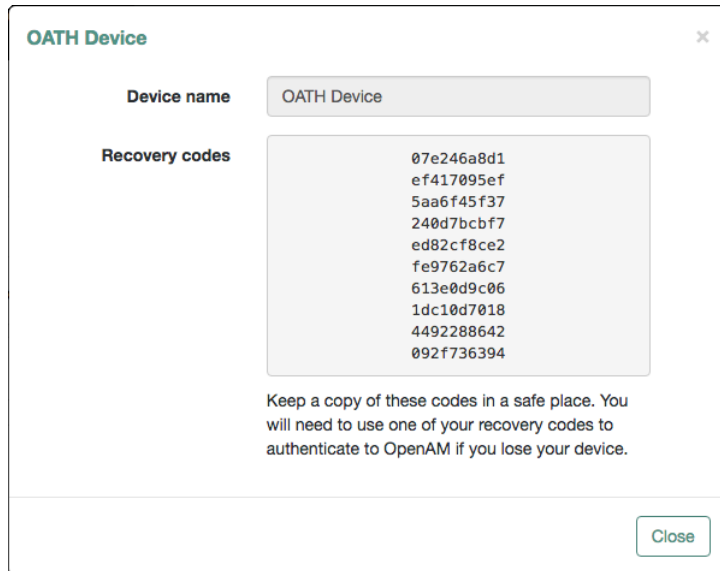 OATH Device
×
Device name
OATH Device
Recovery codes
07e246a8d1
ef417095ef
5aa6f45f37
240d7bcbf7
ed82cf8ce2
fe9762a6c7
613e0d9c06
1dc10d7018
4492288642
092f736394
Keep a copy of these codes in a safe place. You
will need to use one of your recovery codes to
authenticate to OpenAM if you lose your device.
Close